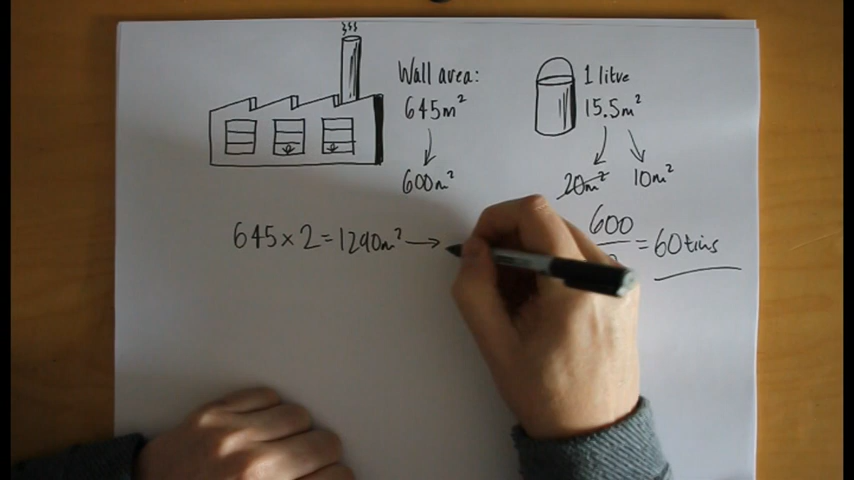 Wall area:
645m²
600m²
1 litre
15.5m²
20m² 10m²
645 x 2 = 1290m² →
600
= 60 tins